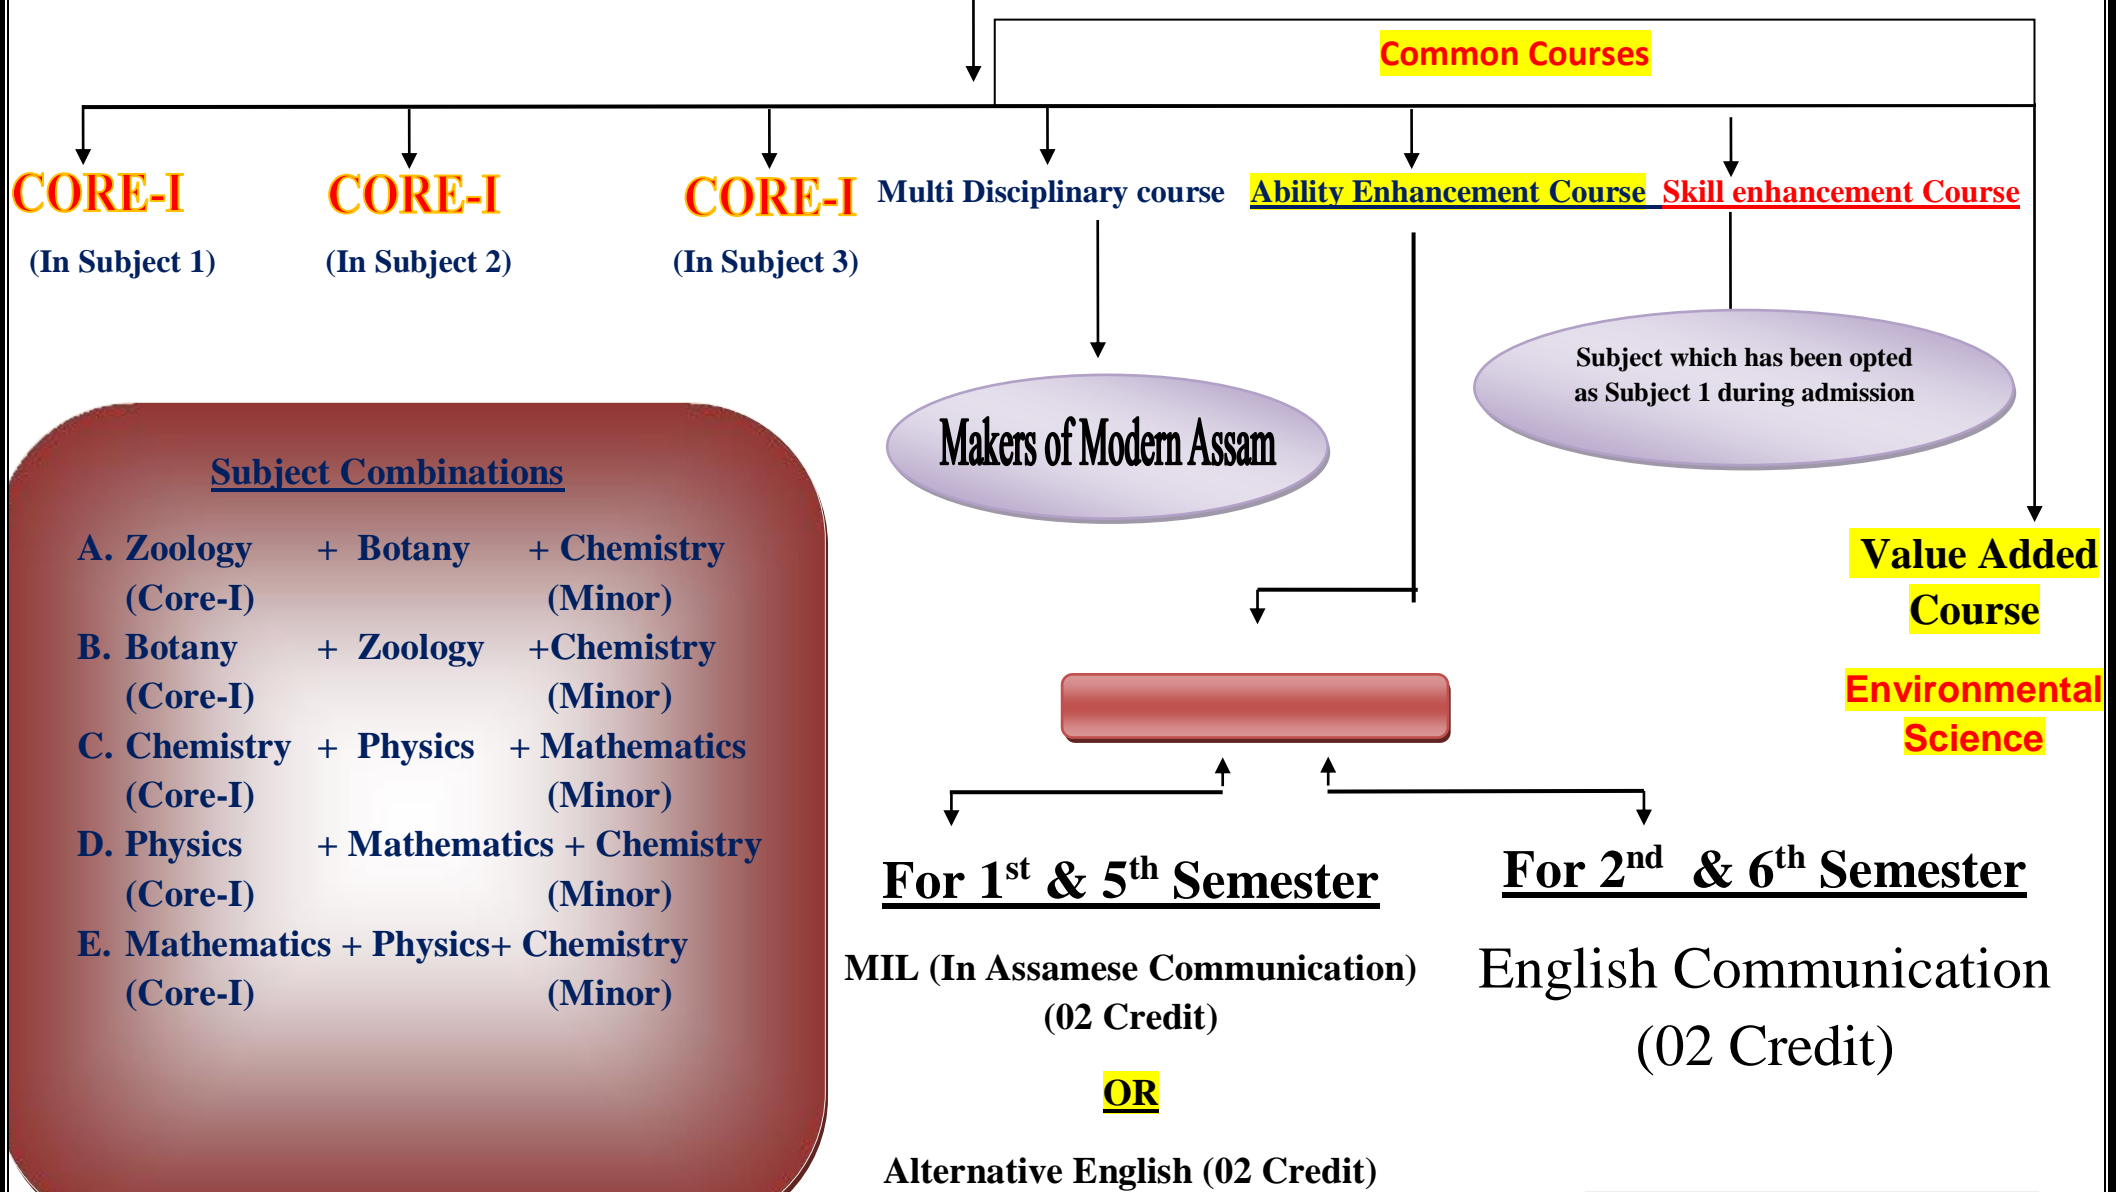 Common Courses
CORE-I CORE-I CORE-I Multi Disciplinary course Ability Enhancement Course Skill enhancement Course
(In Subject 1) (In Subject 2) (In Subject 3)
Subject which has been opted
as Subject 1 during admission
Makers of Modern Assam
Subject Combinations
A. Zoology + Botany + Chemistry
(Core-I) (Minor)
B. Botany + Zoology +Chemistry
(Core-I) (Minor)
C. Chemistry + Physics + Mathematics
(Core-I) (Minor)
D. Physics + Mathematics + Chemistry
(Core-I) (Minor)
E. Mathematics + Physics+ Chemistry
(Core-I) (Minor)
Value Added
Course
Environmental
Science
For 1st & 5th Semester
MIL (In Assamese Communication)
(02 Credit)
OR
Alternative English (02 Credit)
For 2nd & 6th Semester
English Communication
(02 Credit)